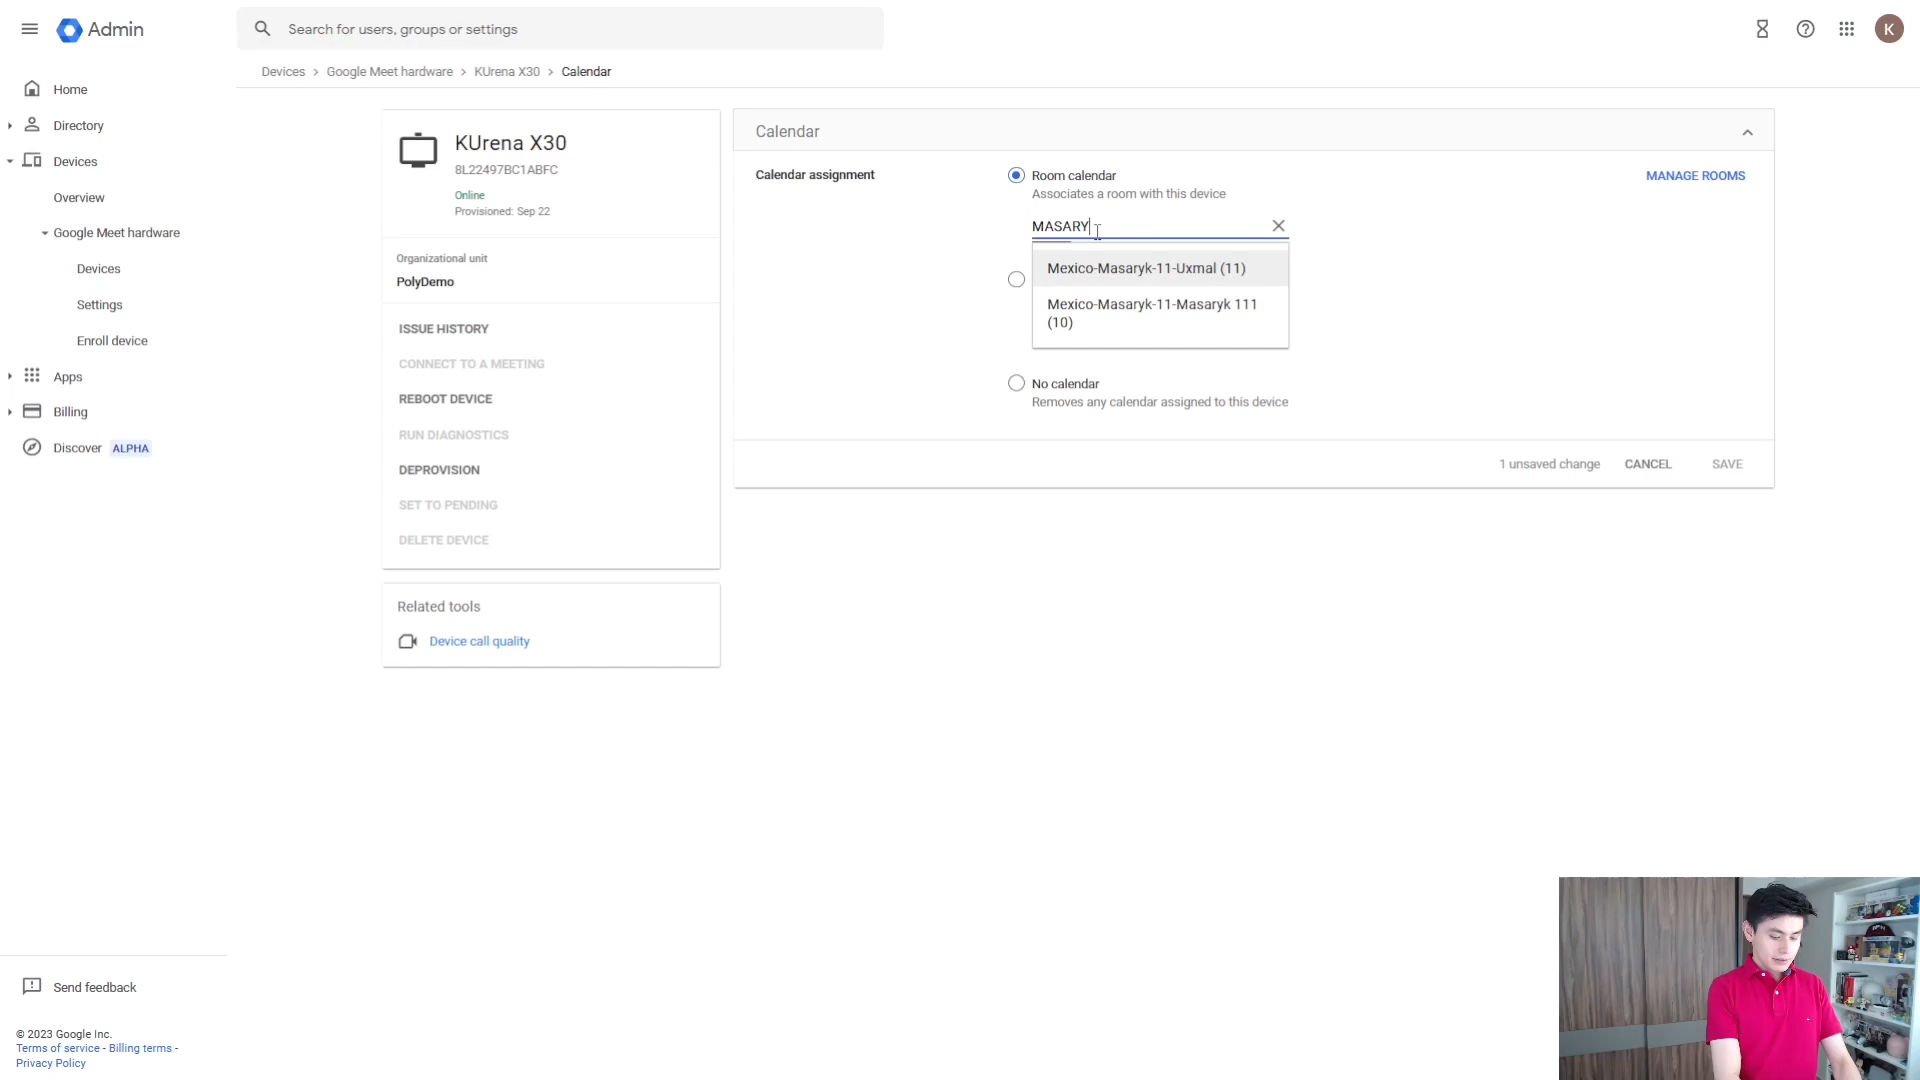 Admin
Search for users, groups or settings
K
Devices > Google Meet hardware > KUrena X30 > Calendar
Home
Directory
Devices
Overview
Google Meet hardware
Devices
Settings
Enroll device
Apps
Billing
Discover ALPHA
KUrena X30
8L22497BC1ABFC
Online
Provisioned: Sep 22
Organizational unit
PolyDemo
ISSUE HISTORY
CONNECT TO A MEETING
REBOOT DEVICE
RUN DIAGNOSTICS
DEPROVISION
SET TO PENDING
DELETE DEVICE
Related tools
Device call quality
Calendar
Calendar assignment
Room calendar
MANAGE ROOMS
Associates a room with this device
MASARY
Mexico-Masaryk-11-Uxmal (11)
Mexico-Masaryk-11-Masaryk 111
(10)
No calendar
Removes any calendar assigned to this device
1 unsaved change CANCEL SAVE
Send feedback
© 2023 Google Inc.
Terms of service - Billing terms -
Privacy Policy